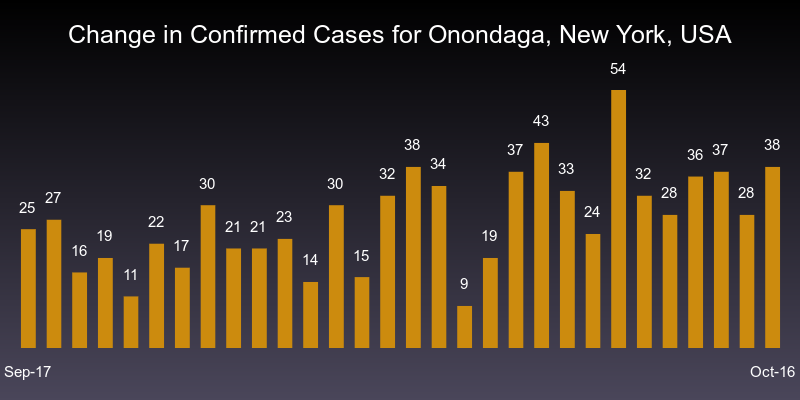 Change in Confirmed Cases for Onondaga, New York, USA
25 27 16 19 11 22 17 30 21 21 23 14 30 15 32 38 34 9 19 37 43 33 24 54 32 28 36 37 28 38
Sep-17 Oct-16